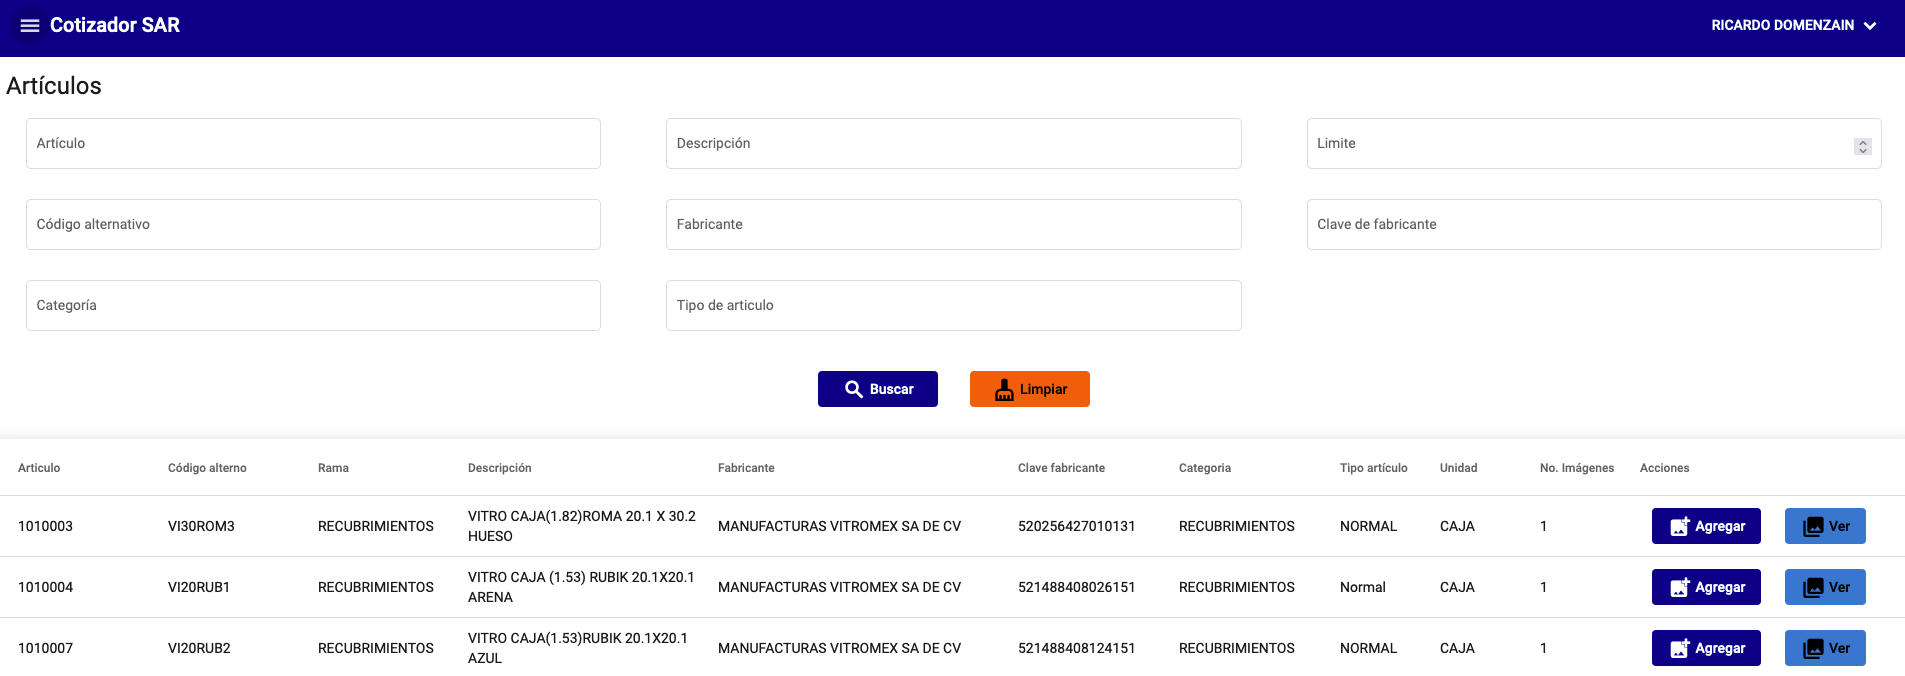 Cotizador SAR
RICARDO DOMENZAIN
Artículos
Artículo
Descripción
Limite
Código alternativo
Fabricante
Clave de fabricante
Categoría
Tipo de articulo
Buscar
Limpiar
Articulo Código alterno Rama Descripción Fabricante Clave fabricante Categoria Tipo artículo Unidad No. Imágenes Acciones
1010003 VI30ROM3 RECUBRIMIENTOS VITRO CAJA(1.82)ROMA 20.1 X 30.2
HUESO
MANUFACTURAS VITROMEX SA DE CV 520256427010131 RECUBRIMIENTOS NORMAL CAJA 1 Agregar Ver
1010004 VI20RUB1 RECUBRIMIENTOS VITRO CAJA (1.53) RUBIK 20.1X20.1
ARENA
MANUFACTURAS VITROMEX SA DE CV 521488408026151 RECUBRIMIENTOS Normal CAJA 1 Agregar Ver
1010007 VI20RUB2 RECUBRIMIENTOS VITRO CAJA(1.53)RUBIK 20.1X20.1
AZUL
MANUFACTURAS VITROMEX SA DE CV 521488408124151 RECUBRIMIENTOS NORMAL CAJA 1 Agregar Ver